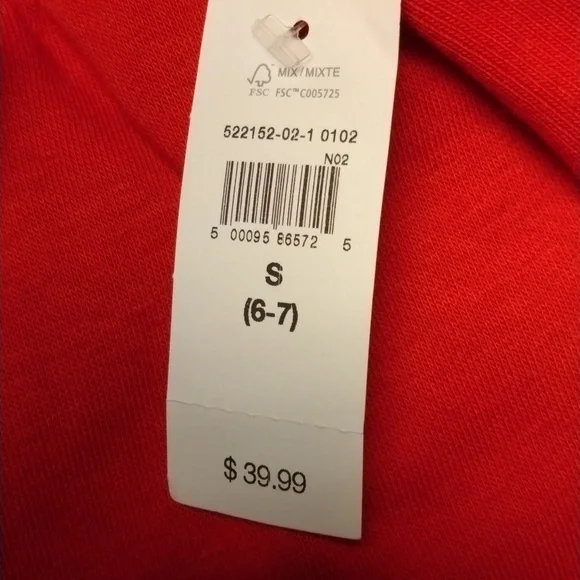 MIX/MIXTE
FSC FSC™ C005725
522152-02-1 0102
N02
5 00095 86572 5
S
(6-7)
$39.99